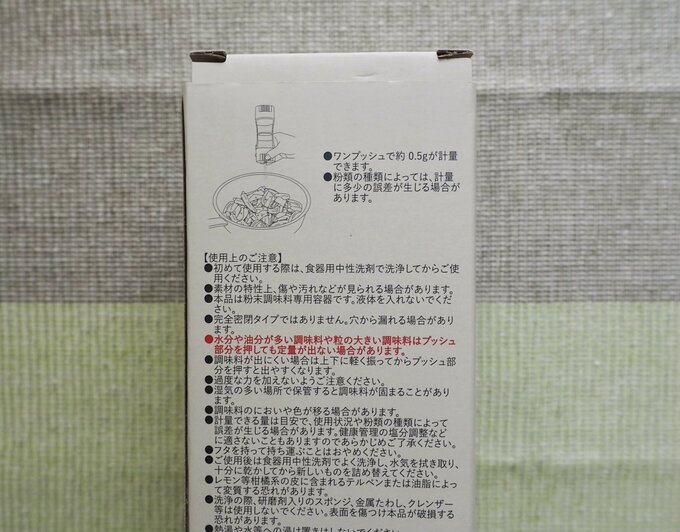 ●ワンプッシュで約 0.5gが計量
できます。
●粉類の種類によっては、計量
に多少の誤差が生じる場合が
あります。
【使用上のご注意】
●初めて使用する際は、食器用中性洗剤で洗浄してからご使
用ください。
●素材の特性上、傷や汚れなどが見られる場合があります。
●本品は粉末調味料専用容器です。液体を入れないでくだ
さい。
●完全密閉タイプではありません。穴から漏れる場合があり
ます。
●水分や油分が多い調味料や粒の大きい調味料はプッシュ
部分を押しても定量が出ない場合があります。
●調味料が出にくい場合は上下に軽く振ってからプッシュ部
分を押すと出やすくなります。
●過度な力を加えないようご注意ください。
●湿気の多い場所で保管すると調味料が固まることがあり
ます。
●調味料のにおいや色が移る場合があります。
●計量できる量は目安で、使用状況や粉類の種類によって
誤差が生じる場合があります。健康管理の塩分調整など
に適さないこともありますのであらかじめご了承ください。
●フタを持って持ち運ぶことはおやめください。
●ご使用後は食器用中性洗剤でよく洗浄し、水気を拭き取り、
十分に乾かしてから新しいものを詰め替えてください。
●レモン等柑橘系の皮に含まれるテルペンまたは油脂によっ
て変質する恐れがあります。
●洗浄の際、研磨剤入りのスポンジ、金属たわし、クレンザー
等は使用しないでください。表面を傷つけ本品が破損する
恐れがあります。
●熱湯や水等への浸け置きはしないでください。